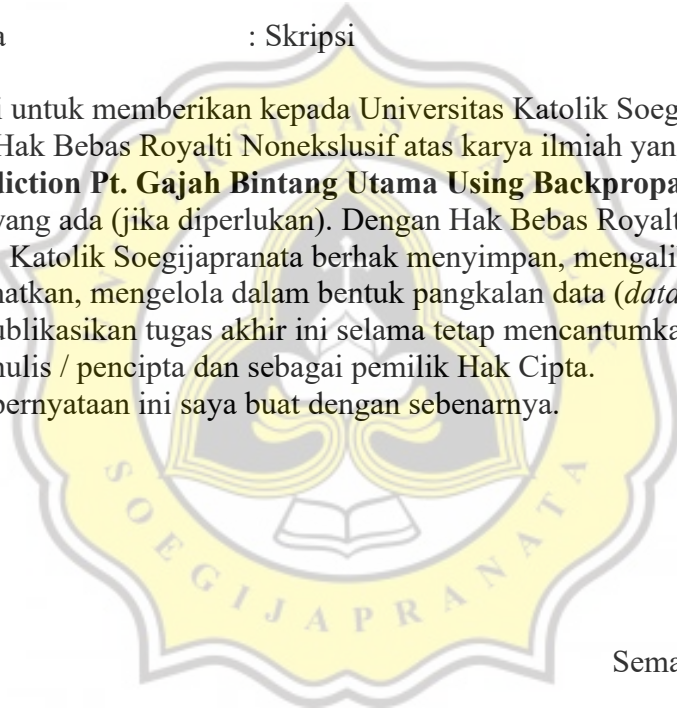 a : Skripsi
i untuk memberikan kepada Universitas Katolik Soeg
Hak Bebas Royalti Nonekslusif atas karya ilmiah yan
diction Pt. Gajah Bintang Utama Using Backpropa
yang ada (jika diperlukan). Dengan Hak Bebas Royalt
Katolik Soegijapranata berhak menyimpan, mengali
natkan, mengelola dalam bentuk pangkalan data (data
ublikasikan tugas akhir ini selama tetap mencantumka
nulis / pencipta dan sebagai pemilik Hak Cipta.
pernyataan ini saya buat dengan sebenarnya.
UNIVERSITAS KATOLIK
SOEGIJAPRANATA
Sema